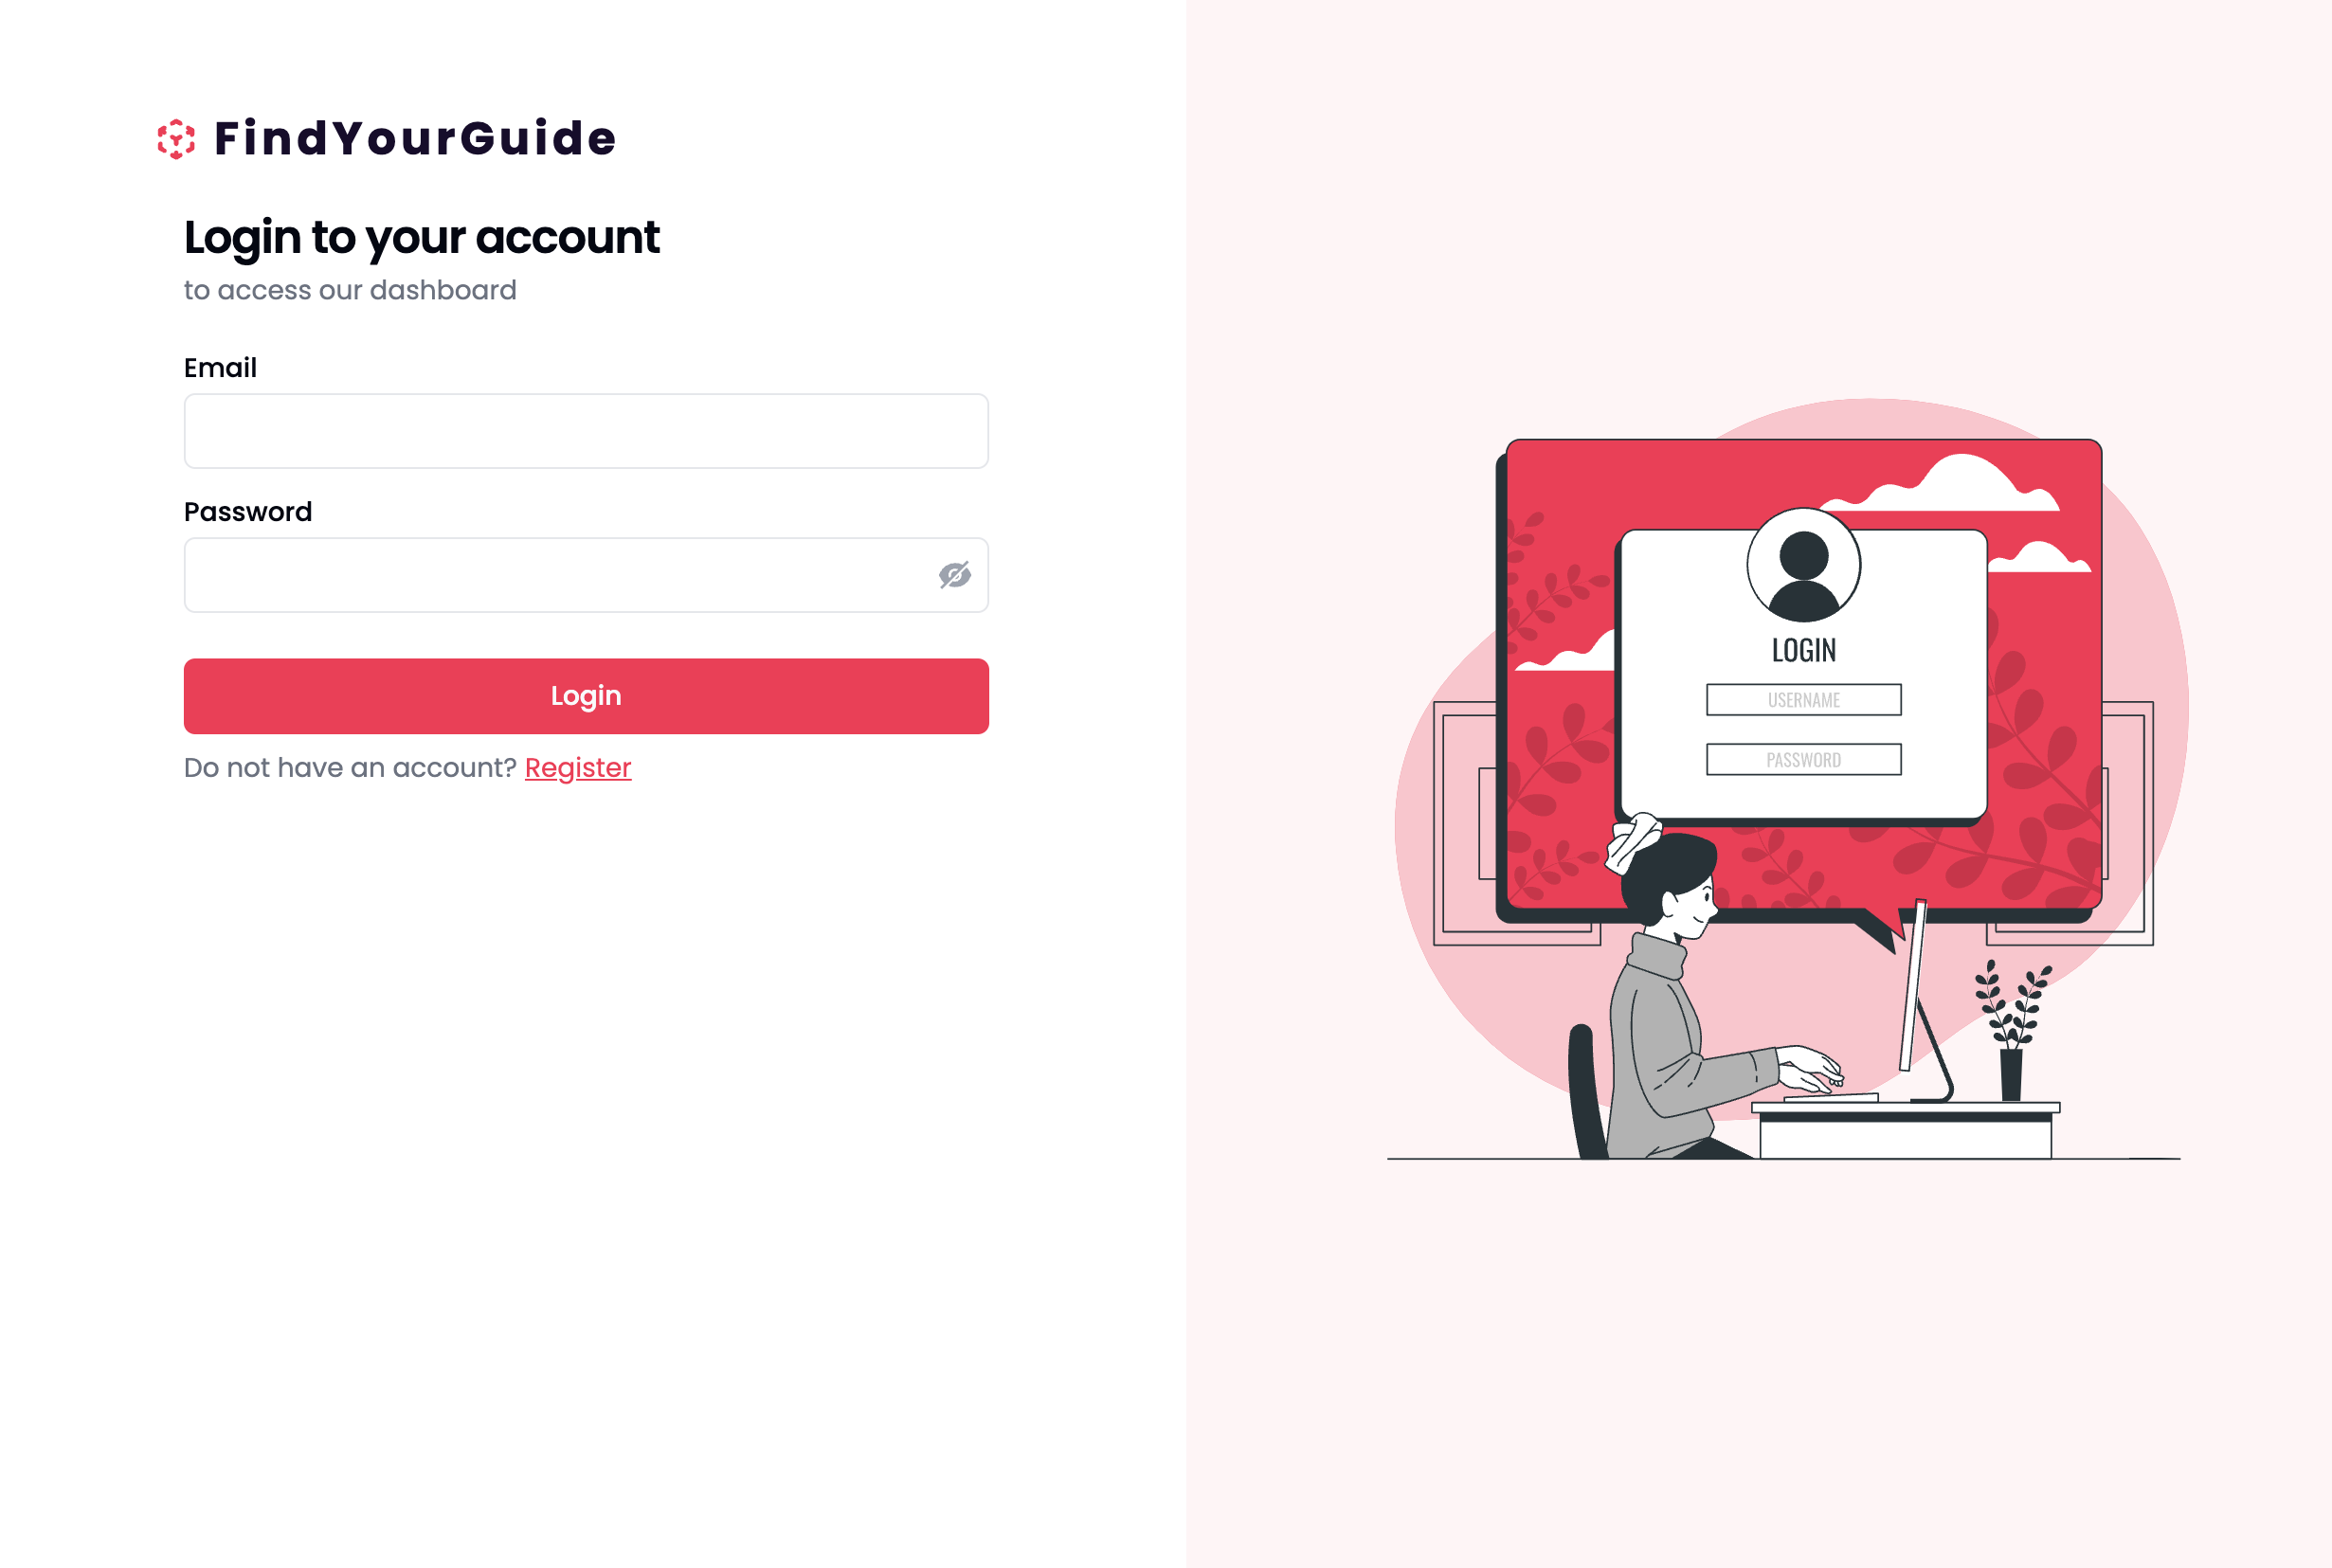 FindYourGuide
Login to your account
to access our dashboard
Email
Password
Login
Do not have an account? Register
LOGIN
USERNAME
PASSWORD